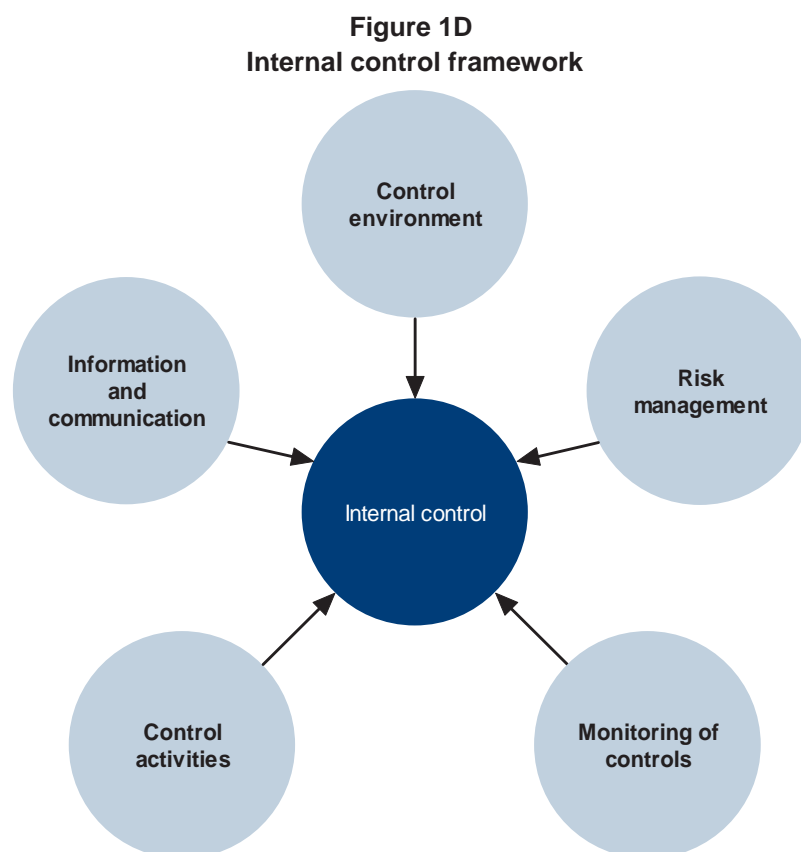 Figure 1D
Internal control framework
Control
environment
Information
and
communication
Risk
management
Internal control
Control
activities
Monitoring of
controls